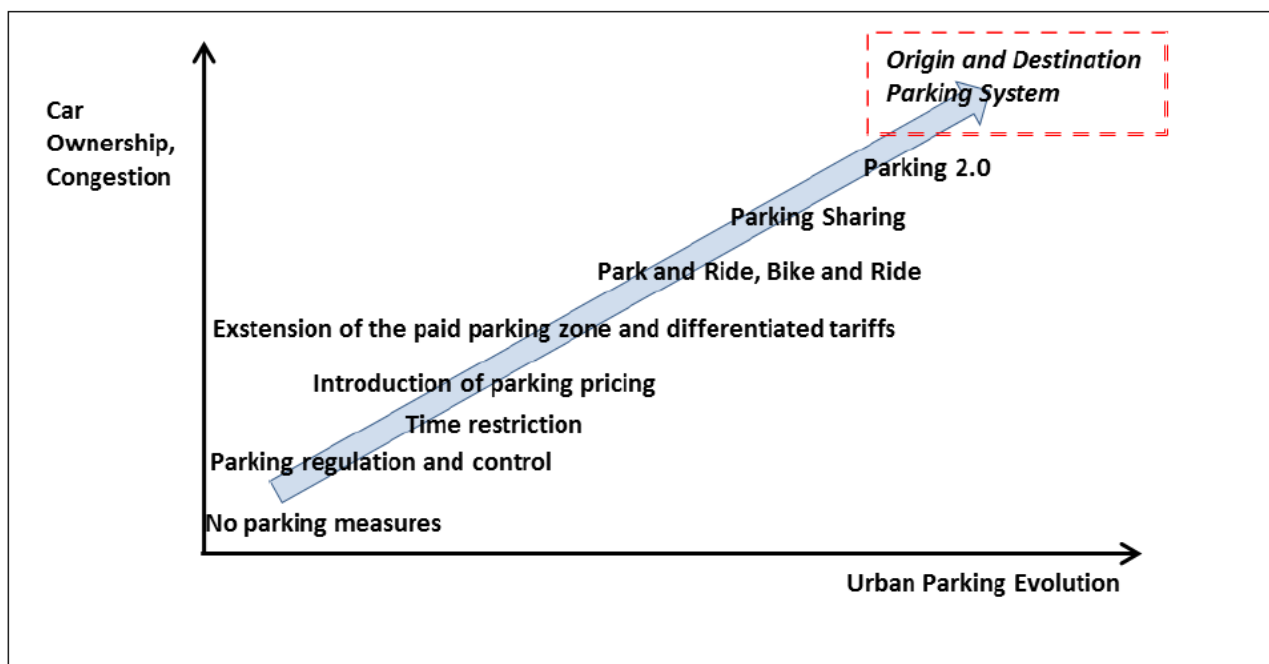 Origin and Destination
Parking System
Car
Ownership,
Congestion
Parking 2.0
Parking Sharing
Park and Ride, Bike and Ride
Exstension of the paid parking zone and differentiated tariffs
Introduction of parking pricing
Time restriction
Parking regulation and control
No parking measures
Urban Parking Evolution